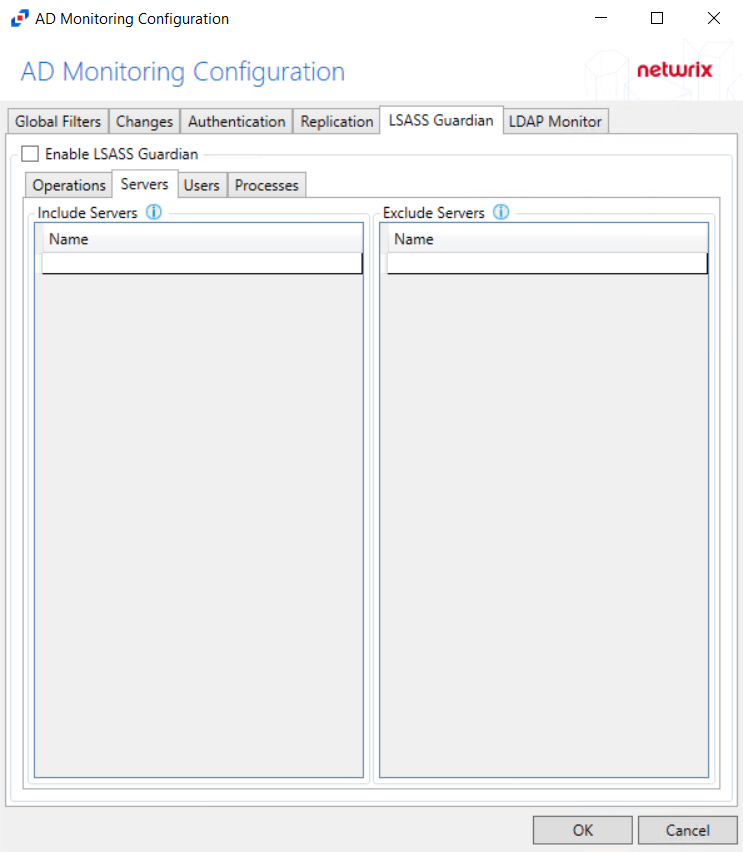 AD Monitoring Configuration
AD Monitoring Configuration
netwrix
Global Filters Changes Authentication Replication LSASS Guardian LDAP Monitor
Enable LSASS Guardian
Operations Servers Users Processes
Include Servers Exclude Servers
Name Name
OK Cancel